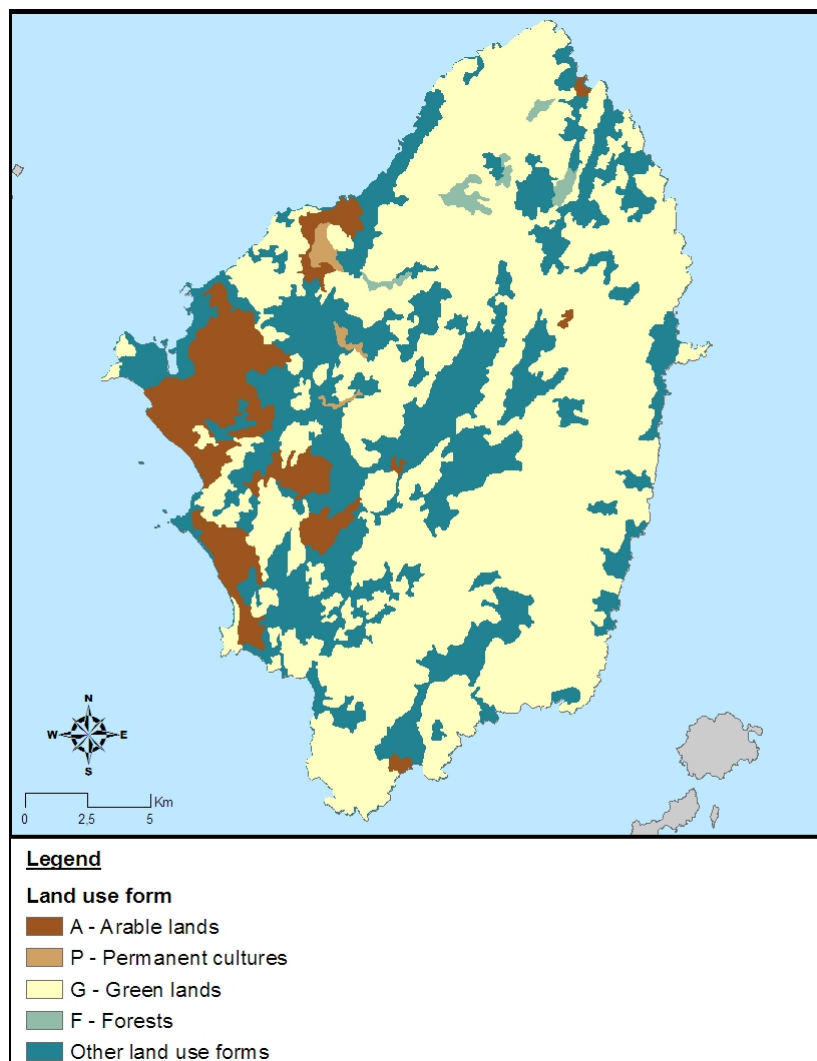 N
W E
S
Km
0 2,5 5
Legend
Land use form
A - Arable lands
P - Permanent cultures
G - Green lands
F - Forests
Other land use forms